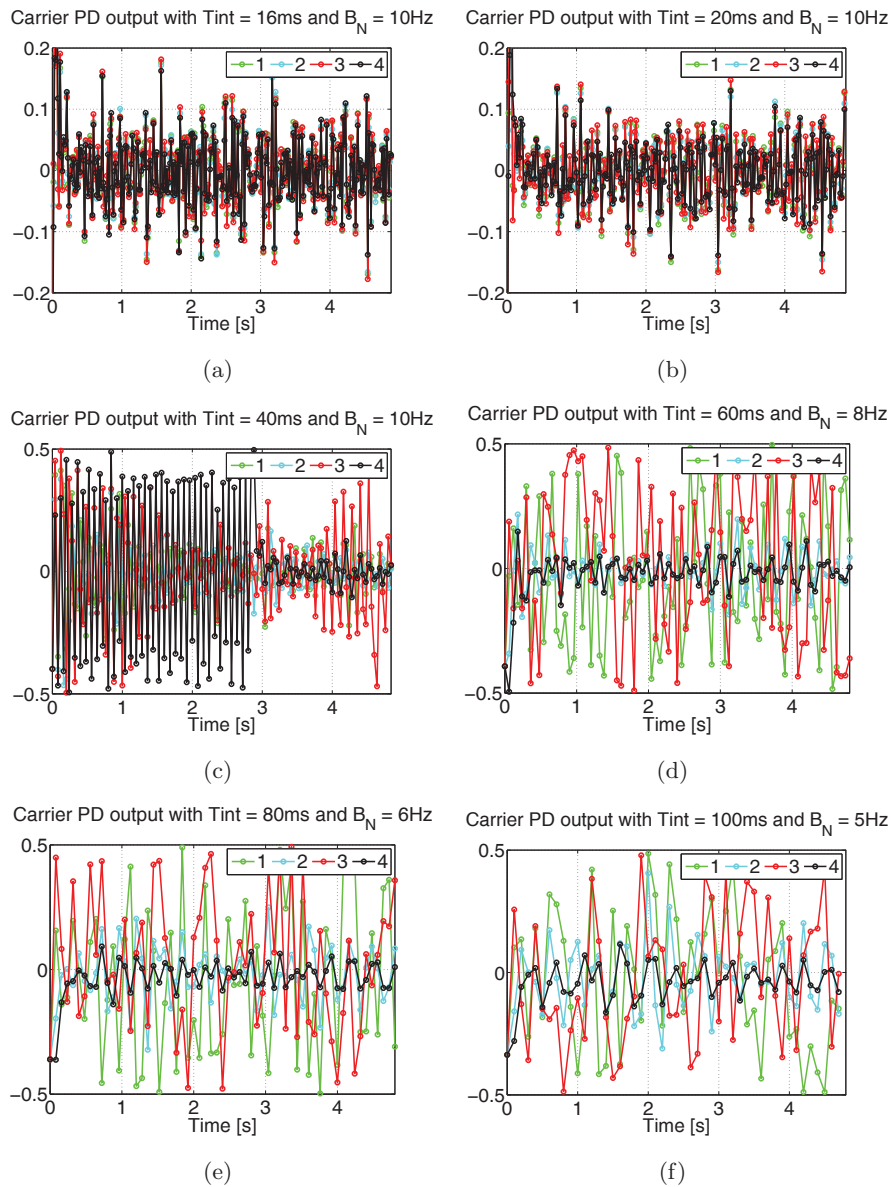 Carrier PD output with Tint = 16ms and B_N = 10Hz
0.2
0.1
0
−0.1
−0.2
1 2 3 4
0 1 2 3 4
Time [s]
(a)
Carrier PD output with Tint = 20ms and B_N = 10Hz
0.2
0.1
0
−0.1
−0.2
1 2 3 4
0 1 2 3 4
Time [s]
(b)
Carrier PD output with Tint = 40ms and B_N = 10Hz
0.5
0
−0.5
1 2 3 4
0 1 2 3 4
Time [s]
(c)
Carrier PD output with Tint = 60ms and B_N = 8Hz
0.5
0
−0.5
1 2 3 4
0 1 2 3 4
Time [s]
(d)
Carrier PD output with Tint = 80ms and B_N = 6Hz
0.5
0
−0.5
1 2 3 4
0 1 2 3 4
Time [s]
(e)
Carrier PD output with Tint = 100ms and B_N = 5Hz
0.5
0
−0.5
1 2 3 4
0 1 2 3 4
Time [s]
(f)